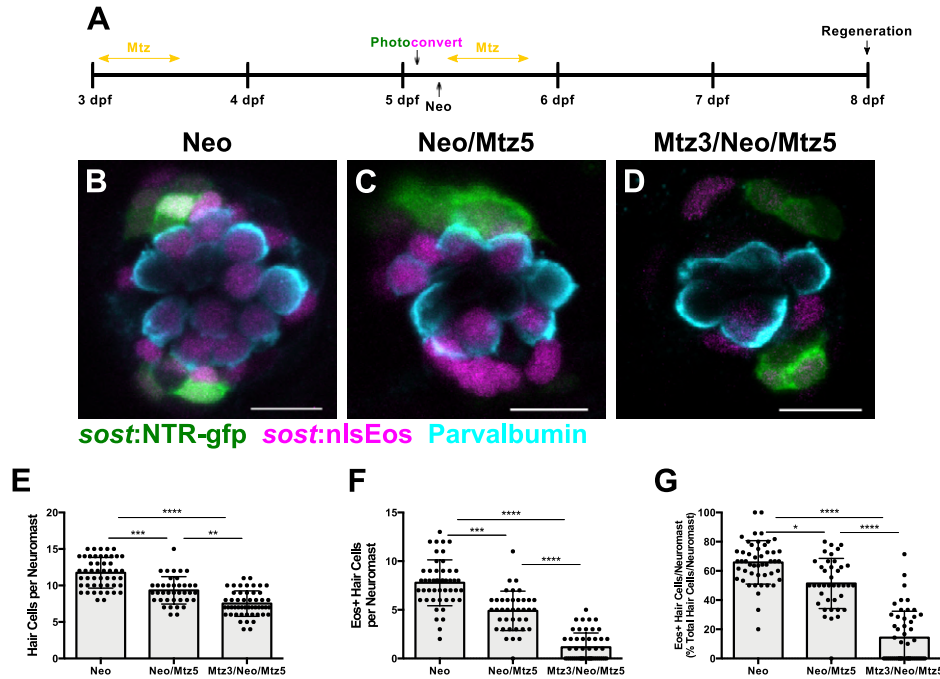 A
Mtz
Photoconvert
Mtz
Regeneration
3 dpf
4 dpf
5 dpf
Neo
6 dpf
7 dpf
8 dpf
Neo
Neo/Mtz5
Mtz3/Neo/Mtz5
B
C
D
sost:NTR-gfp sost:nlsEos Parvalbumin
E
Hair Cells per Neuromast
20
15
10
5
0
****
***
**
Neo
Neo/Mtz5
Mtz3/Neo/Mtz5
F
Eos+ Hair Cells
per Neuromast
15
10
5
0
****
***
****
Neo
Neo/Mtz5
Mtz3/Neo/Mtz5
G
Eos+ Hair Cells/Neuromast
(% Total Hair Cells/Neuromast)
100
80
60
40
20
0
****
*
****
Neo
Neo/Mtz5
Mtz3/Neo/Mtz5